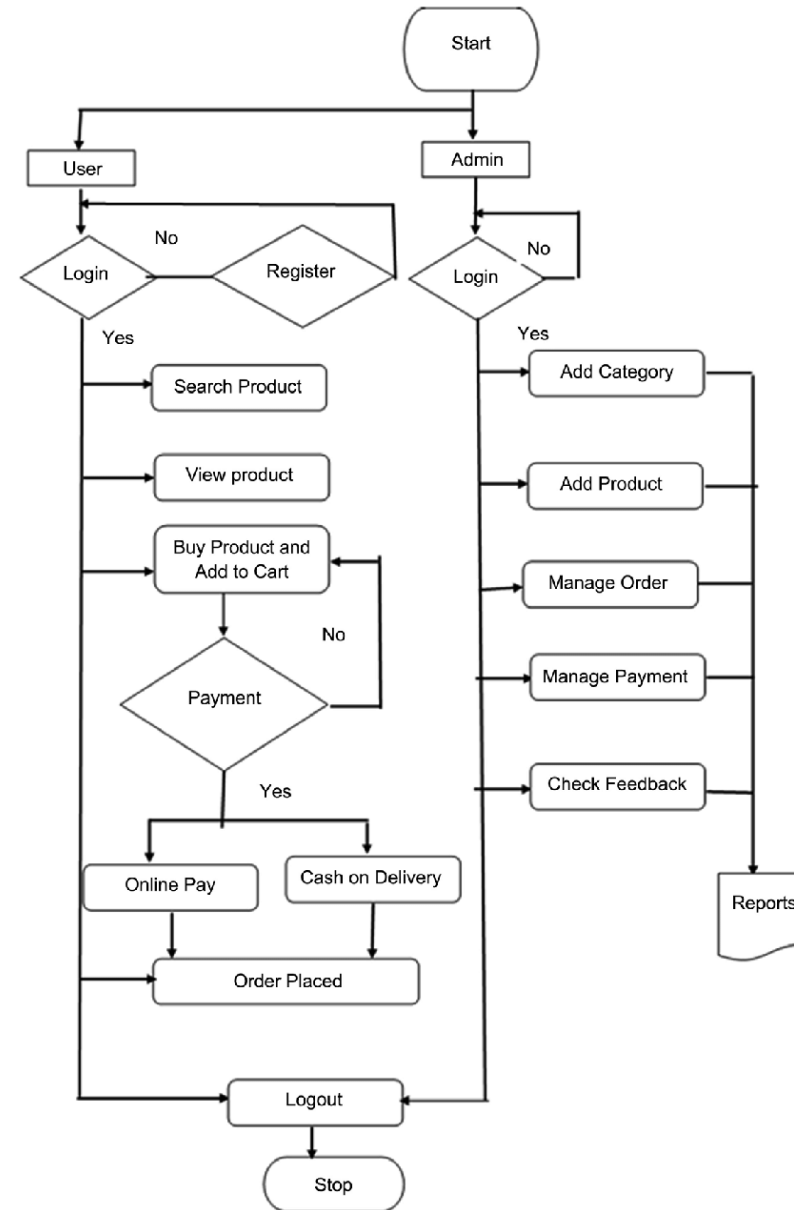 Start
User
Admin
No
Login
Register
No
Login
Yes
Yes
Search Product
Add Category
View product
Add Product
Buy Product and
Add to Cart
Manage Order
No
Payment
Manage Payment
Yes
Check Feedback
Online Pay
Cash on Delivery
Reports
Order Placed
Logout
Stop